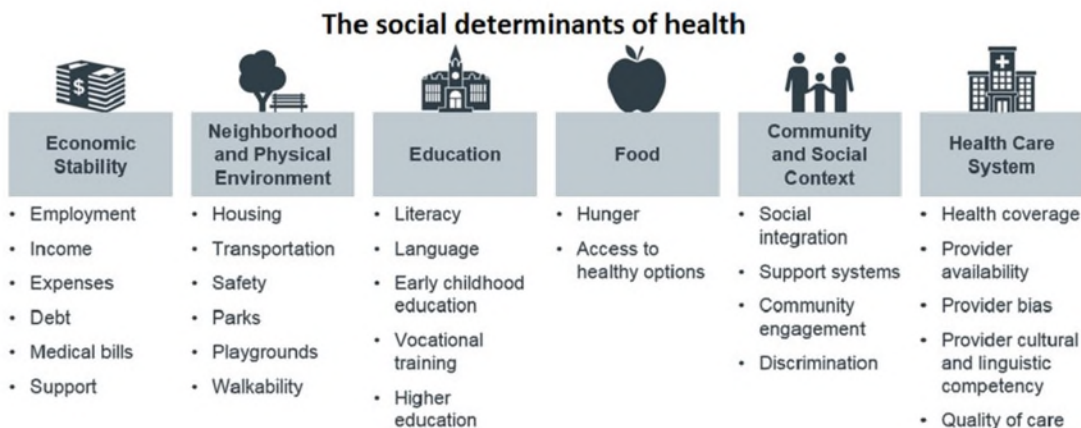 The social determinants of health
$
Economic
Stability
• Employment
• Income
• Expenses
• Debt
• Medical bills
• Support
Neighborhood
and Physical
Environment
• Housing
• Transportation
• Safety
• Parks
• Playgrounds
• Walkability
Education
• Literacy
• Language
• Early childhood
education
• Vocational
training
• Higher
education
Food
• Hunger
• Access to
healthy options
Community
and Social
Context
• Social
integration
• Support systems
• Community
engagement
• Discrimination
Health Care
System
• Health coverage
• Provider
availability
• Provider bias
• Provider cultural
and linguistic
competency
• Quality of care